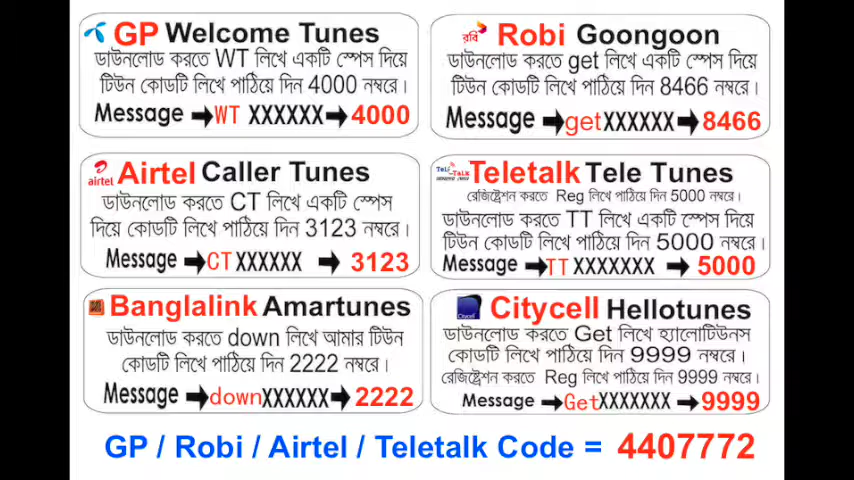 GP Welcome Tunes
ডাউনলোড করতে WT লিখে একটি স্পেস দিয়ে
টিউন কোডটি লিখে পাঠিয়ে দিন 4000 নম্বরে।
Message WT XXXXXX 4000
রবি Robi Goongoon
ডাউনলোড করতে get লিখে একটি স্পেস দিয়ে
টিউন কোডটি লিখে পাঠিয়ে দিন 8466 নম্বরে।
Message getXXXXXX 8466
airtel Airtel Caller Tunes
ডাউনলোড করতে CT লিখে একটি স্পেস
দিয়ে কোডটি লিখে পাঠিয়ে দিন 3123 নম্বরে।
Message CT XXXXXX 3123
TeleTalk Teletalk Tele Tunes
রেজিষ্ট্রেশন করতে Reg লিখে পাঠিয়ে দিন 5000 নম্বরে।
ডাউনলোড করতে TT লিখে একটি স্পেস দিয়ে
টিউন কোডটি লিখে পাঠিয়ে দিন 5000 নম্বরে।
Message TT XXXXXXX 5000
Banglalink Amartunes
ডাউনলোড করতে down লিখে আমার টিউন
কোডটি লিখে পাঠিয়ে দিন 2222 নম্বরে।
Message downXXXXXX 2222
Citycell Citycell Hellotunes
ডাউনলোড করতে Get লিখে হ্যালোটিউনস
কোডটি লিখে পাঠিয়ে দিন 9999 নম্বরে।
রেজিষ্ট্রেশন করতে Reg লিখে পাঠিয়ে দিন 9999 নম্বরে।
Message GetXXXXXXX 9999
GP / Robi / Airtel / Teletalk Code = 4407772